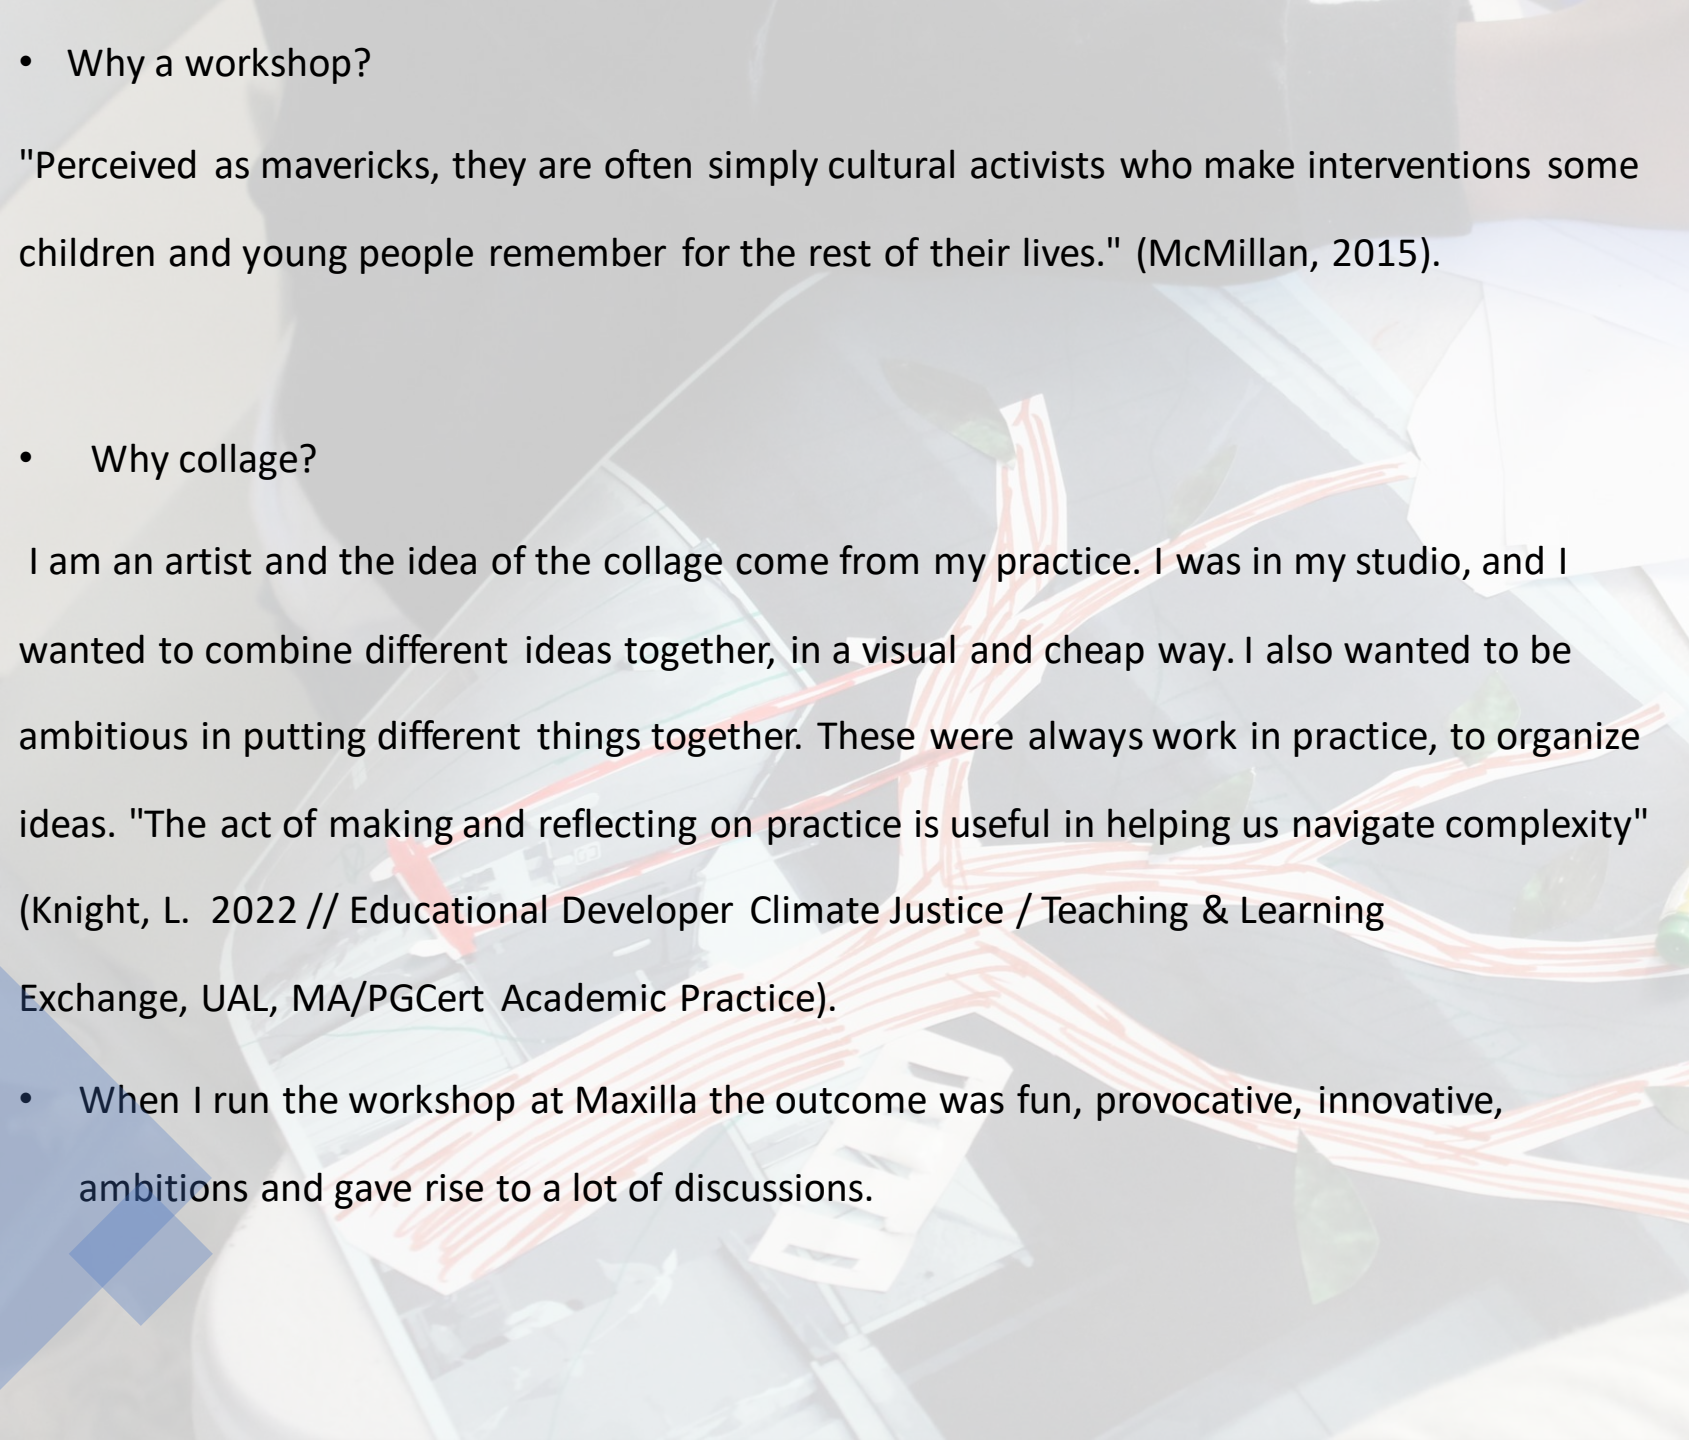 • Why a workshop?
"Perceived as mavericks, they are often simply cultural activists who make interventions some
children and young people remember for the rest of their lives." (McMillan, 2015).
• Why collage?
I am an artist and the idea of the collage come from my practice. I was in my studio, and I
wanted to combine different ideas together, in a visual and cheap way. I also wanted to be
ambitious in putting different things together. These were always work in practice, to organize
ideas. "The act of making and reflecting on practice is useful in helping us navigate complexity"
(Knight, L. 2022 // Educational Developer Climate Justice / Teaching & Learning
Exchange, UAL, MA/PGCert Academic Practice).
• When I run the workshop at Maxilla the outcome was fun, provocative, innovative,
ambitions and gave rise to a lot of discussions.